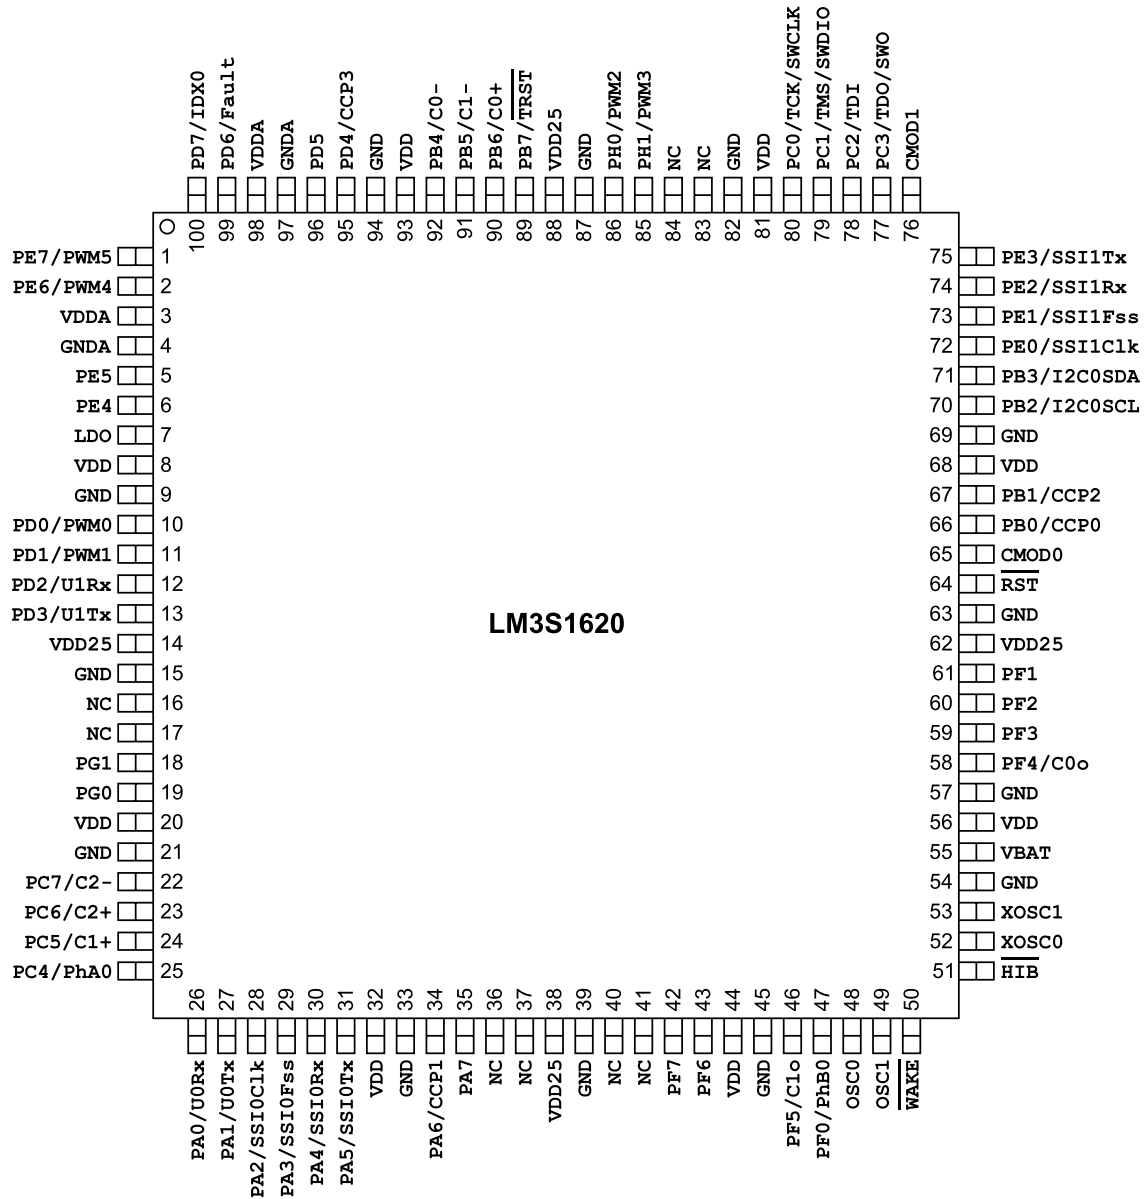 PD7/IDX0
PD6/Fault
VDDA
GNDA
PD5
PD4/CCP3
GND
VDD
PB4/C0-
PB5/C1-
PB6/C0+
PB7/TRST
VDD25
GND
PH0/PWM2
PH1/PWM3
NC
NC
GND
VDD
PC0/TCK/SWCLK
PC1/TMS/SWDIO
PC2/TDI
PC3/TDO/SWO
CMOD1
100 99 98 97 96 95 94 93 92 91 90 89 88 87 86 85 84 83 82 81 80 79 78 77 76
PE7/PWM5 1 75 PE3/SSI1Tx
PE6/PWM4 2 74 PE2/SSI1Rx
VDDA 3 73 PE1/SSI1Fss
GNDA 4 72 PE0/SSI1Clk
PE5 5 71 PB3/I2C0SDA
PE4 6 70 PB2/I2C0SCL
LDO 7 69 GND
VDD 8 68 VDD
GND 9 67 PB1/CCP2
PD0/PWM0 10 66 PB0/CCP0
PD1/PWM1 11 65 CMOD0
PD2/U1Rx 12 64 RST
PD3/U1Tx 13 63 GND
LM3S1620
VDD25 14 62 VDD25
GND 15 61 PF1
NC 16 60 PF2
NC 17 59 PF3
PG1 18 58 PF4/C0o
PG0 19 57 GND
VDD 20 56 VDD
GND 21 55 VBAT
PC7/C2- 22 54 GND
PC6/C2+ 23 53 XOSC1
PC5/C1+ 24 52 XOSC0
PC4/PhA0 25 51 HIB
26 27 28 29 30 31 32 33 34 35 36 37 38 39 40 41 42 43 44 45 46 47 48 49 50
PA0/U0Rx
PA1/U0Tx
PA2/SSI0Clk
PA3/SSI0Fss
PA4/SSI0Rx
PA5/SSI0Tx
VDD
GND
PA6/CCP1
PA7
NC
NC
VDD25
GND
NC
NC
PF7
PF6
VDD
GND
PF5/C1o
PF0/PhB0
OSC0
OSC1
WAKE